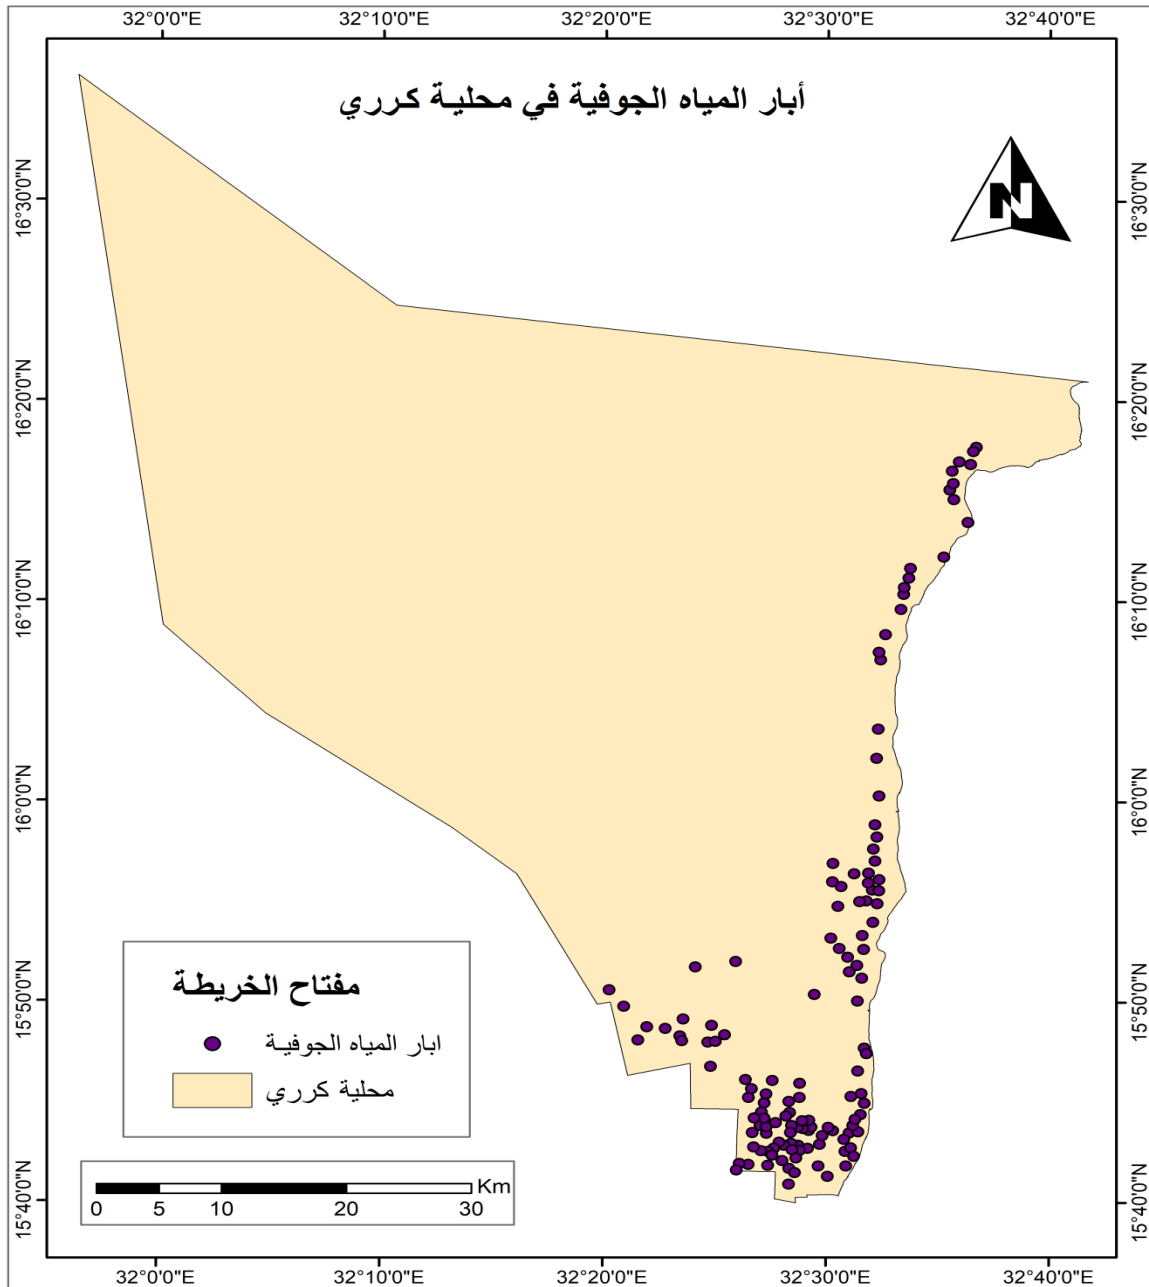 32°0'0"E 32°10'0"E 32°20'0"E 32°30'0"E 32°40'0"E
أبار المياه الجوفية في محلية كرري
N
16°30'0"N 16°30'0"N
16°20'0"N 16°20'0"N
16°10'0"N 16°10'0"N
16°0'0"N 16°0'0"N
15°50'0"N 15°50'0"N
15°40'0"N 15°40'0"N
مفتاح الخريطة
ابار المياه الجوفية
محلية كرري
Km
0 5 10 20 30
32°0'0"E 32°10'0"E 32°20'0"E 32°30'0"E 32°40'0"E